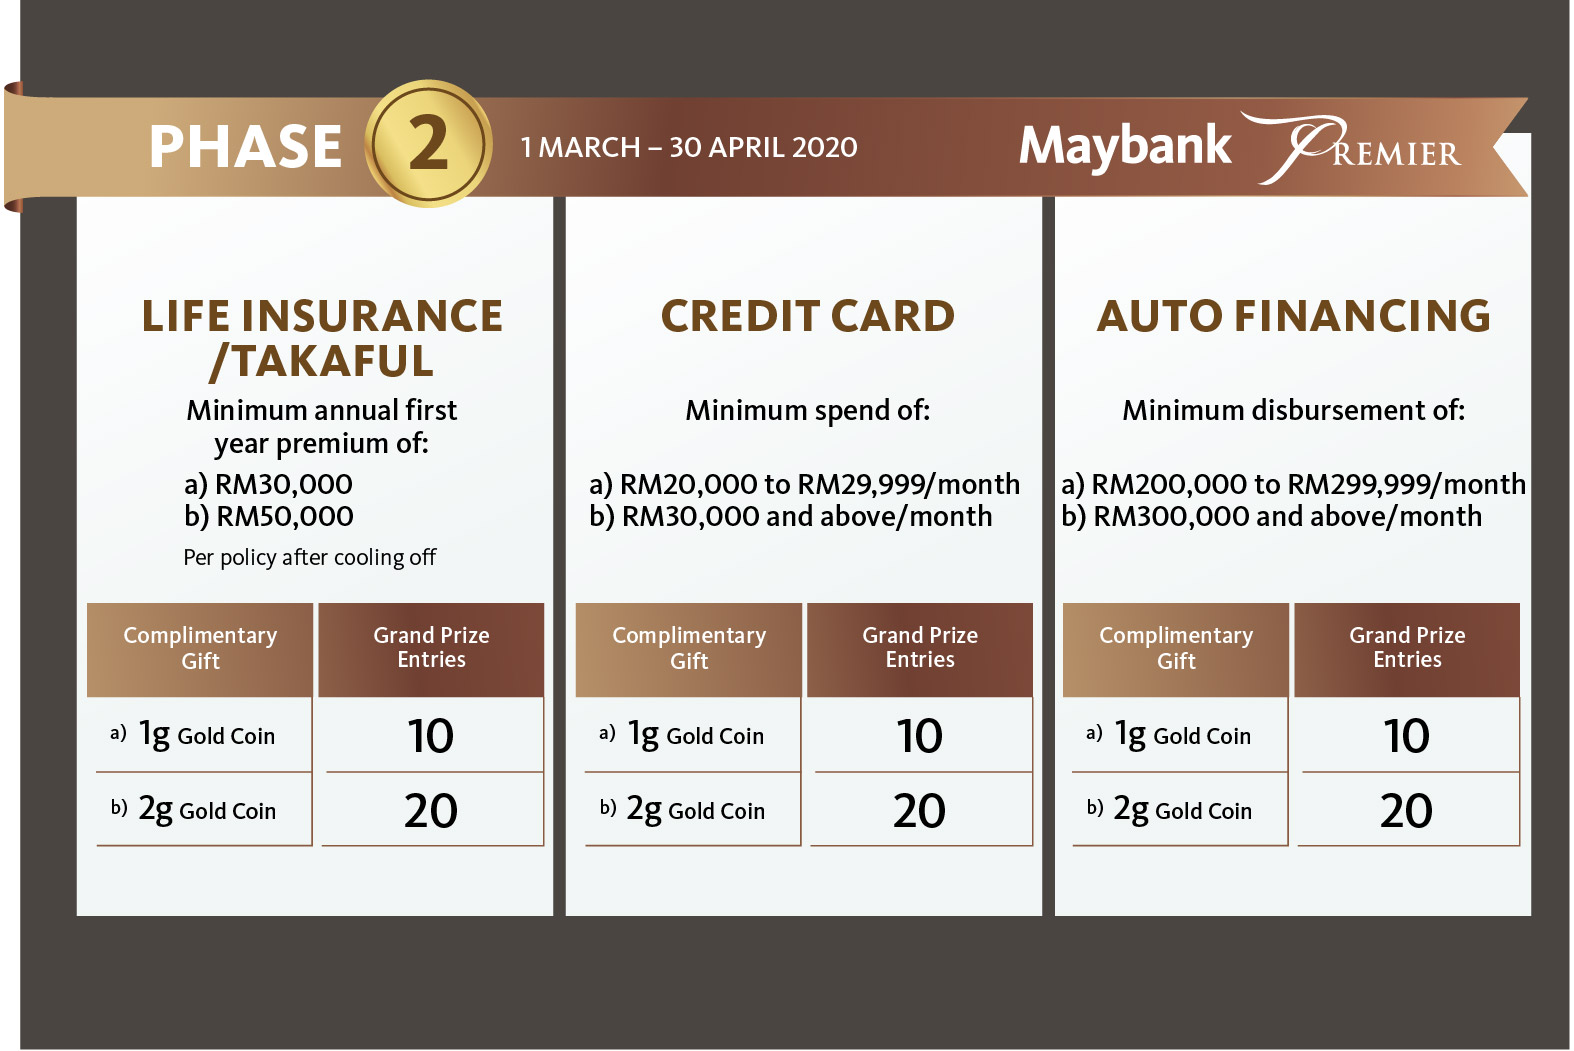 PHASE 2 1 MARCH – 30 APRIL 2020 Maybank PREMIER
LIFE INSURANCE
/TAKAFUL
Minimum annual first
year premium of:
a) RM30,000
b) RM50,000
Per policy after cooling off
Complimentary
Gift
Grand Prize
Entries
a) 1g Gold Coin 10
b) 2g Gold Coin 20
CREDIT CARD
Minimum spend of:
a) RM20,000 to RM29,999/month
b) RM30,000 and above/month
Complimentary
Gift
Grand Prize
Entries
a) 1g Gold Coin 10
b) 2g Gold Coin 20
AUTO FINANCING
Minimum disbursement of:
a) RM200,000 to RM299,999/month
b) RM300,000 and above/month
Complimentary
Gift
Grand Prize
Entries
a) 1g Gold Coin 10
b) 2g Gold Coin 20